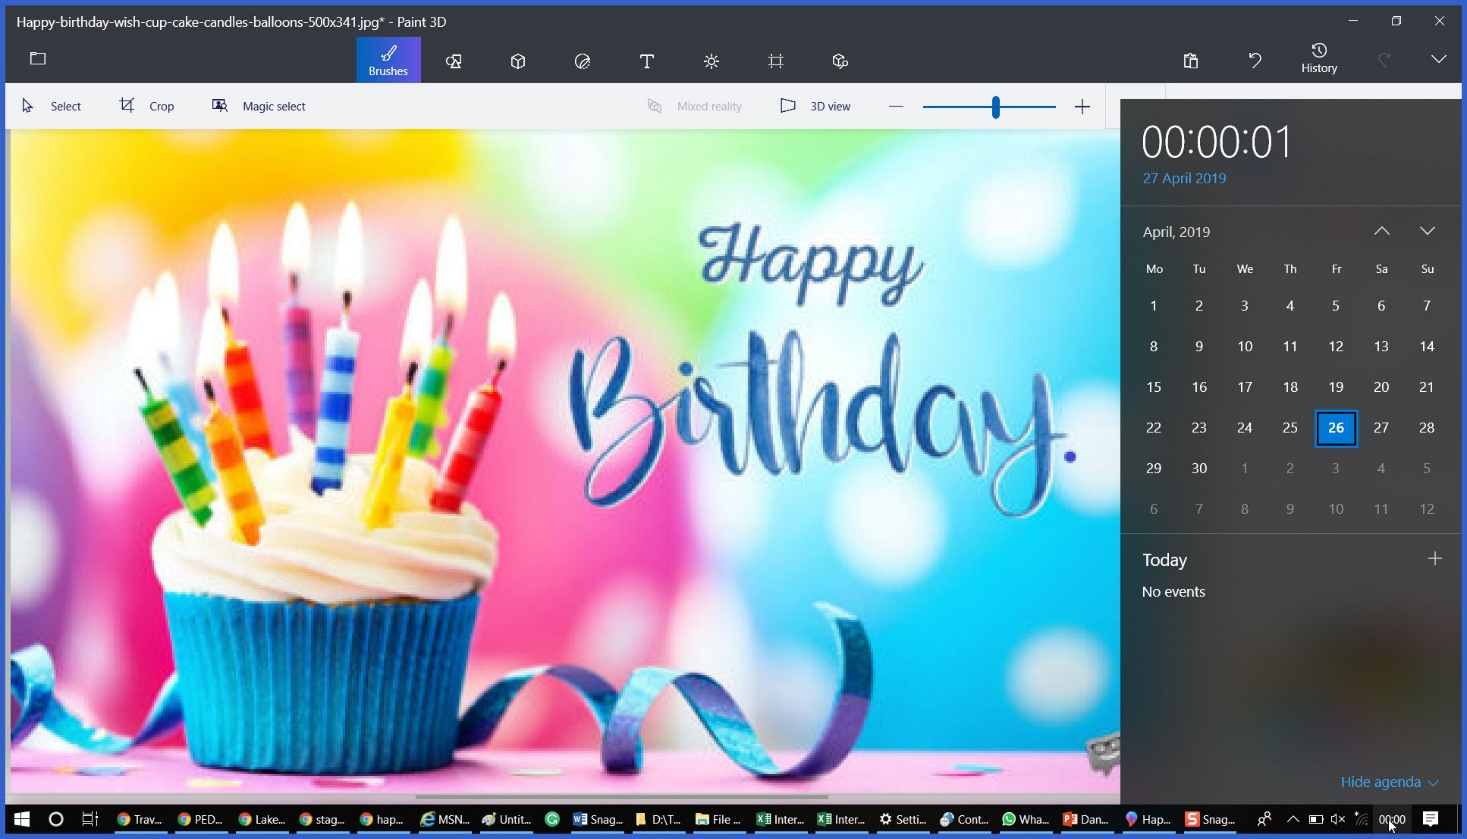 Happy-birthday-wish-cup-cake-candles-balloons-500x341.jpg* - Paint 3D
Brushes
History
Select Crop Magic select Mixed reality 3D view
Happy
Birthday.
00:00:01
27 April 2019
April, 2019
Mo Tu We Th Fr Sa Su
1 2 3 4 5 6 7
8 9 10 11 12 13 14
15 16 17 18 19 20 21
22 23 24 25 26 27 28
29 30 1 2 3 4 5
6 7 8 9 10 11 12
Today
No events
Hide agenda
Trav... PED... Lake... stag... hap... MSN... Untit... Snag... D:\T... File ... Inter... Inter... Setti... Cont... Wha... Dan... Hap... Snag... 00:00